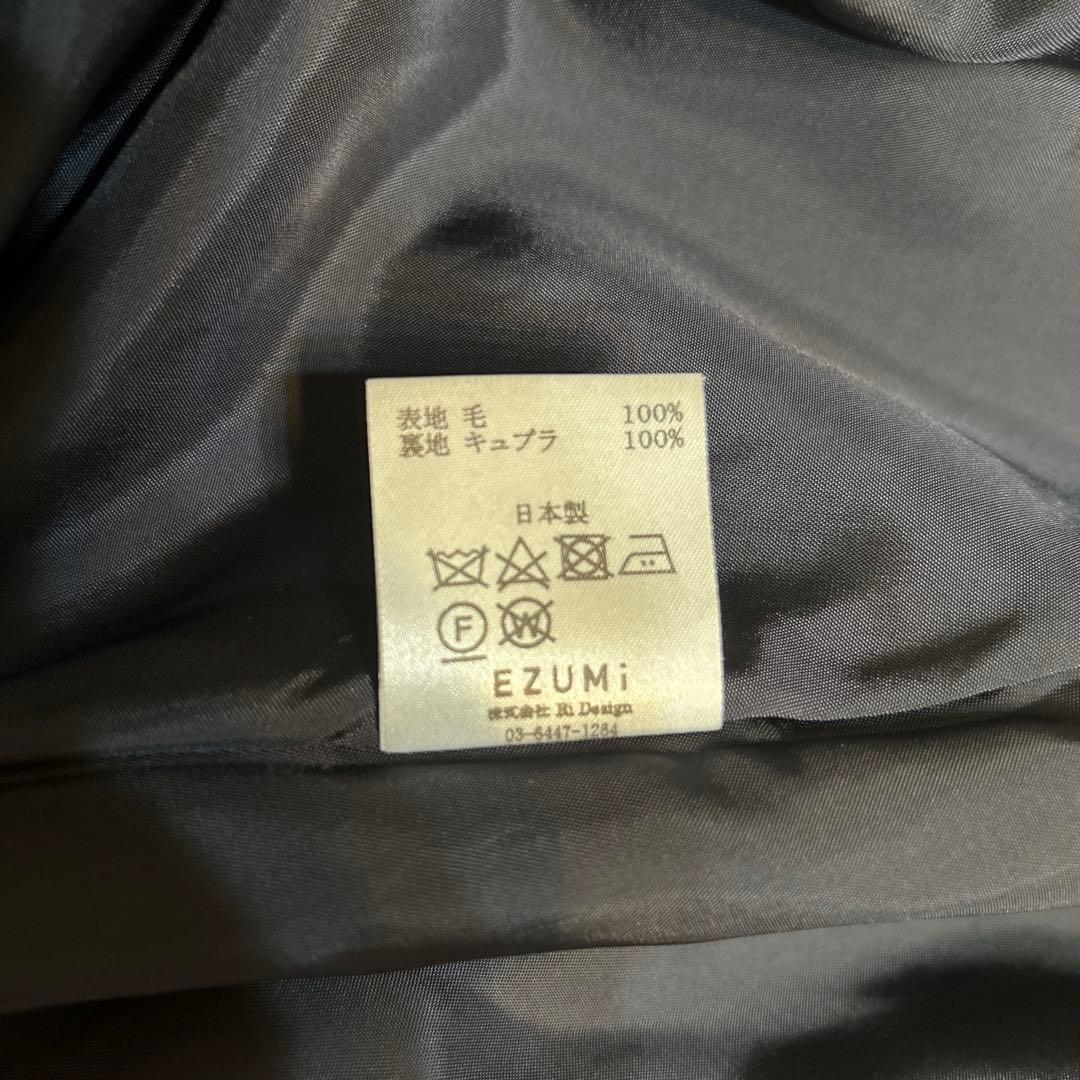 表地 毛 100%
裏地 キュプラ 100%
日本製
F W
EZUMi
株式会社 Ri Design
03-6447-1264